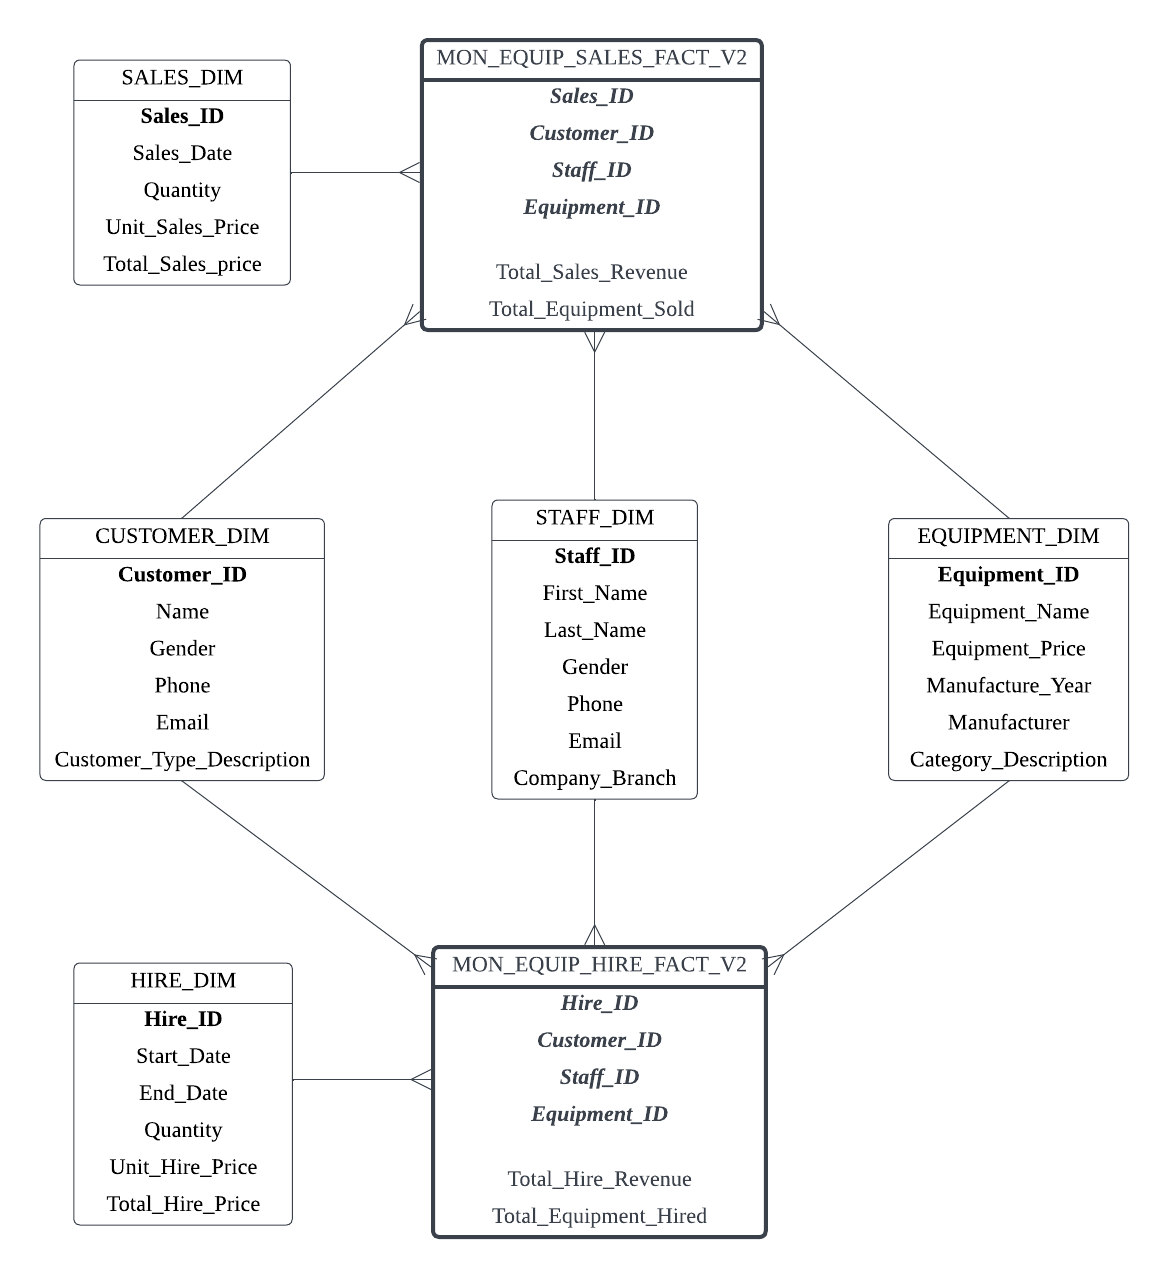 SALES_DIM
Sales_ID
Sales_Date
Quantity
Unit_Sales_Price
Total_Sales_price
MON_EQUIP_SALES_FACT_V2
Sales_ID
Customer_ID
Staff_ID
Equipment_ID
Total_Sales_Revenue
Total_Equipment_Sold
CUSTOMER_DIM
Customer_ID
Name
Gender
Phone
Email
Customer_Type_Description
STAFF_DIM
Staff_ID
First_Name
Last_Name
Gender
Phone
Email
Company_Branch
EQUIPMENT_DIM
Equipment_ID
Equipment_Name
Equipment_Price
Manufacture_Year
Manufacturer
Category_Description
HIRE_DIM
Hire_ID
Start_Date
End_Date
Quantity
Unit_Hire_Price
Total_Hire_Price
MON_EQUIP_HIRE_FACT_V2
Hire_ID
Customer_ID
Staff_ID
Equipment_ID
Total_Hire_Revenue
Total_Equipment_Hired